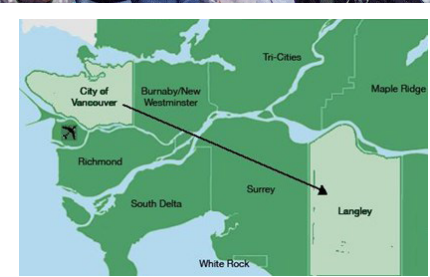 Tri-Cities
City of
Vancouver
Burnaby/New
Westminster
Maple Ridge
Richmond
Surrey
South Delta
Langley
White Rock